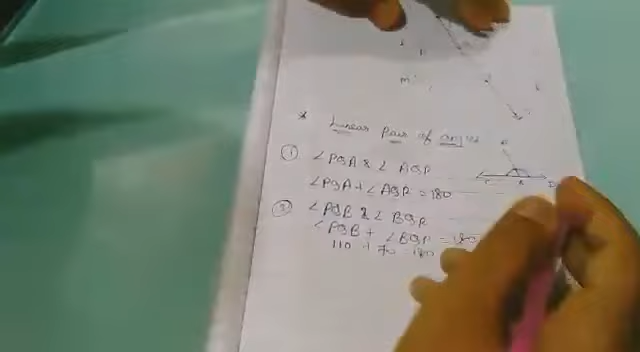 * Linear Pair of angles
① ∠PQA & ∠AQR
∠PQA + ∠AQR = 180
② ∠PQB & ∠BQR
∠PQB + ∠BQR = 180
110 + 70 180